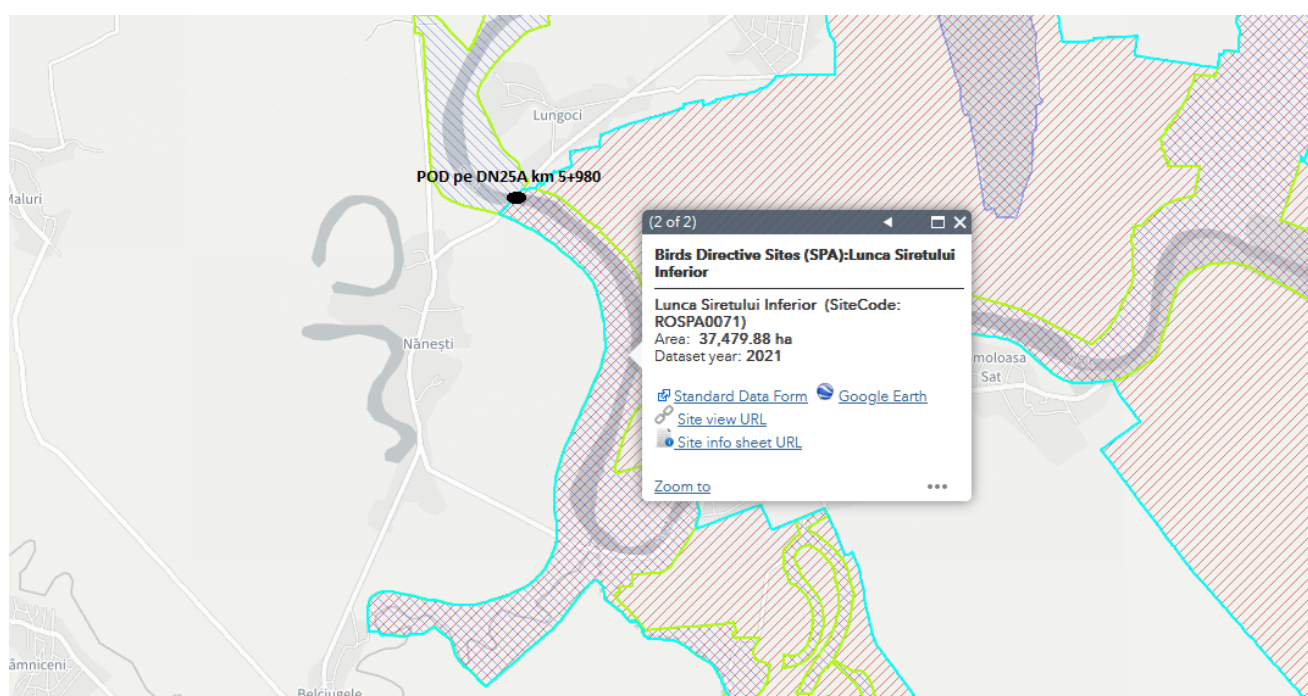 Lungoci
POD pe DN25A km 5+980
Maluri
(2 of 2)
Birds Directive Sites (SPA):Lunca Siretului
Inferior
Lunca Siretului Inferior (SiteCode:
ROSPA0071)
Area: 37,479.88 ha
Dataset year: 2021
Nănești
moloasa
Sat
Standard Data Form Google Earth
Site view URL
Site info sheet URL
Zoom to
âmniceni
Belciugele